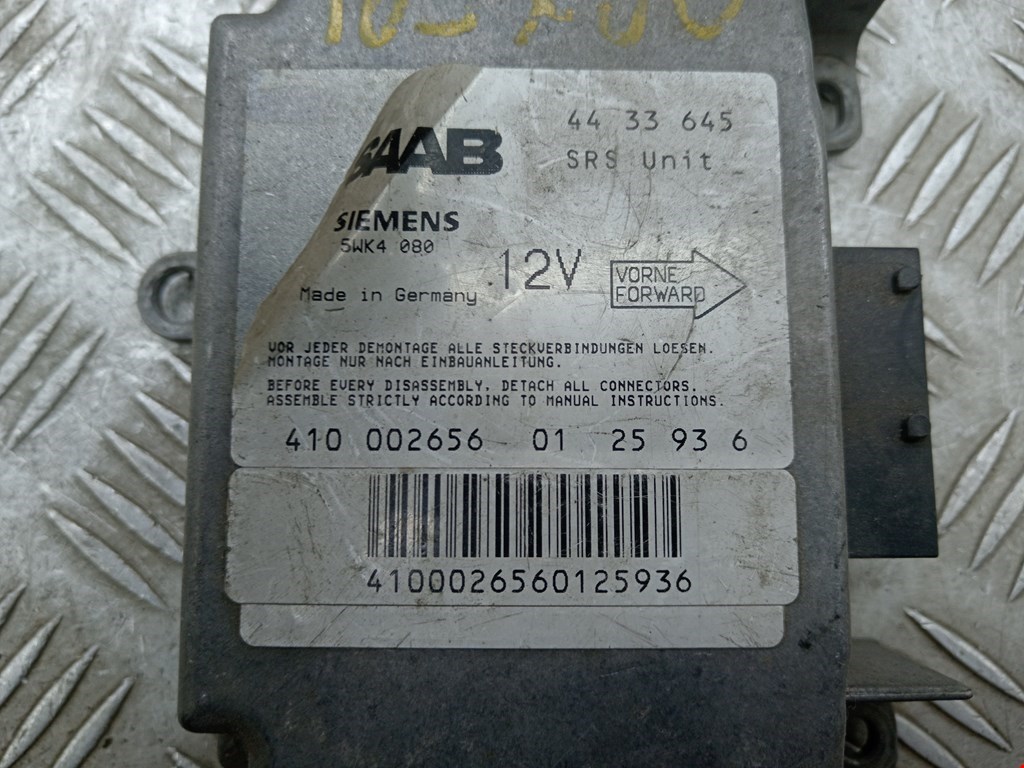 SAAB
44 33 645
SRS Unit
SIEMENS
5WK4 080
12V
VORNE
FORWARD
Made in Germany
VOR JEDER DEMONTAGE ALLE STECKVERBINDUNGEN LOESEN.
MONTAGE NUR NACH EINBAUANLEITUNG.
BEFORE EVERY DISASSEMBLY, DETACH ALL CONNECTORS.
ASSEMBLE STRICTLY ACCORDING TO MANUAL INSTRUCTIONS.
410 002656 01 25 93 6
4100026560125936